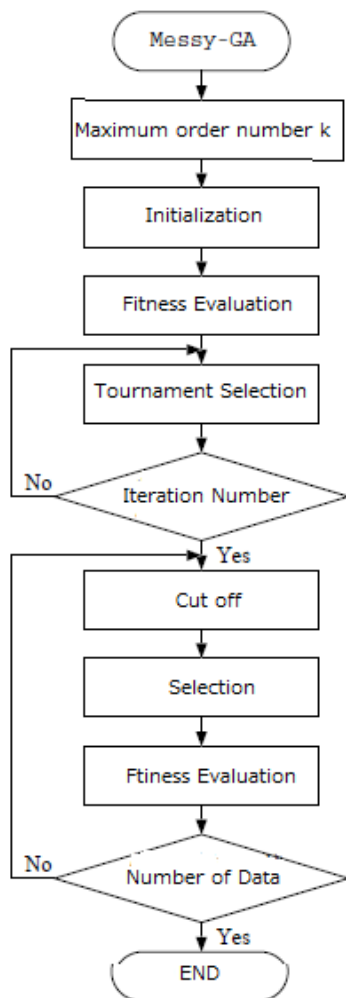 Messy-GA
Maximum order number k
Initialization
Fitness Evaluation
Tournament Selection
No
Iteration Number
Yes
Cut off
Selection
Ftiness Evaluation
No
Number of Data
Yes
END